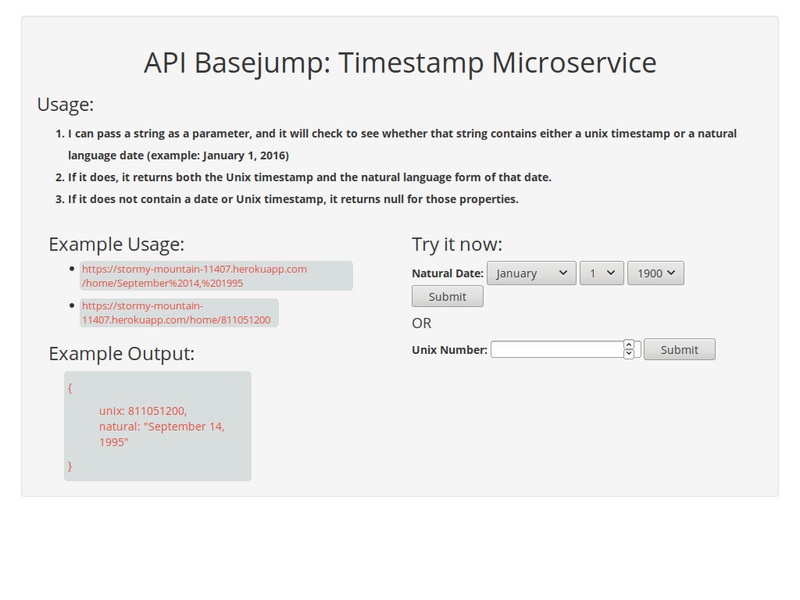 API Basejump: Timestamp Microservice
Usage:
1. I can pass a string as a parameter, and it will check to see whether that string contains either a unix timestamp or a natural
language date (example: January 1, 2016)
2. If it does, it returns both the Unix timestamp and the natural language form of that date.
3. If it does not contain a date or Unix timestamp, it returns null for those properties.
Example Usage:
https://stormy-mountain-11407.herokuapp.com
/home/September%2014,%201995
https://stormy-mountain-
11407.herokuapp.com/home/811051200
Example Output:
{
unix: 811051200,
natural: "September 14,
1995"
}
Try it now:
Natural Date: January 1 1900
Submit
OR
Unix Number: Submit